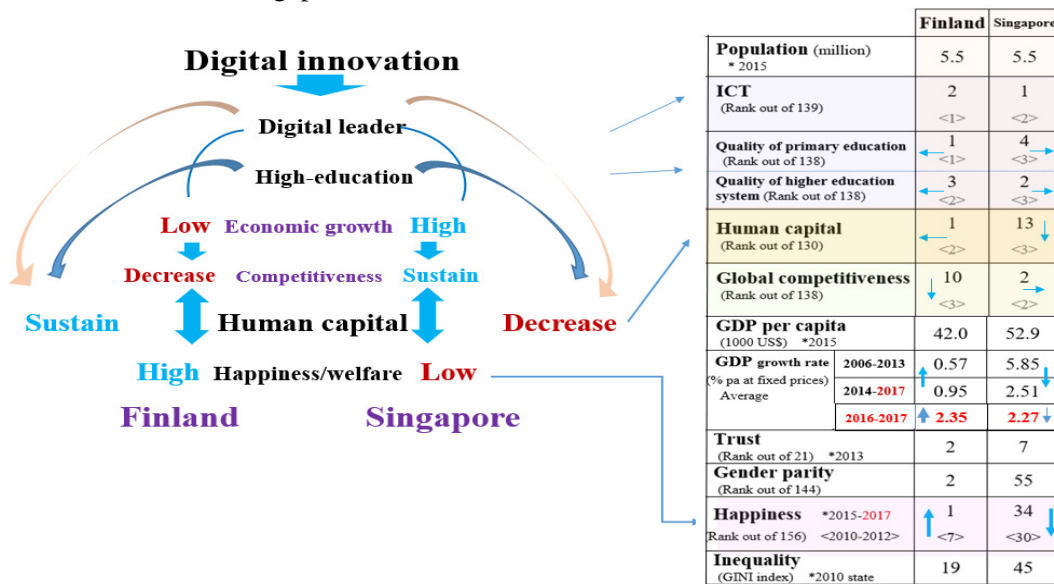 Digital innovation
Digital leader
High-education
Low Economic growth High
Decrease Competitiveness Sustain
Sustain Human capital Decrease
High Happiness/welfare Low
Finland Singapore
Finland Singapore
Population (million) 5.5 5.5
* 2015
ICT 2 1
(Rank out of 139) <1> <2>
Quality of primary education 1 4
(Rank out of 138) <1> <3>
Quality of higher education 3 2
system (Rank out of 138) <2> <3>
Human capital 1 13
(Rank out of 130) <2> <3>
Global competitiveness 10 2
(Rank out of 138) <3> <2>
GDP per capita 42.0 52.9
(1000 US$) *2015
GDP growth rate 2006-2013 0.57 5.85
(% pa at fixed prices)
Average 2014-2017 0.95 2.51
2016-2017 2.35 2.27
Trust 2 7
(Rank out of 21) *2013
Gender parity 2 55
(Rank out of 144)
Happiness *2015-2017 1 34
(Rank out of 156) <2010-2012> <7> <30>
Inequality 19 45
(GINI index) *2010 state